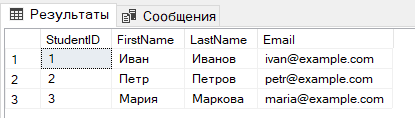 Результаты Сообщения
StudentID FirstName LastName Email
1 1 Иван Иванов ivan@example.com
2 2 Петр Петров petr@example.com
3 3 Мария Маркова maria@example.com